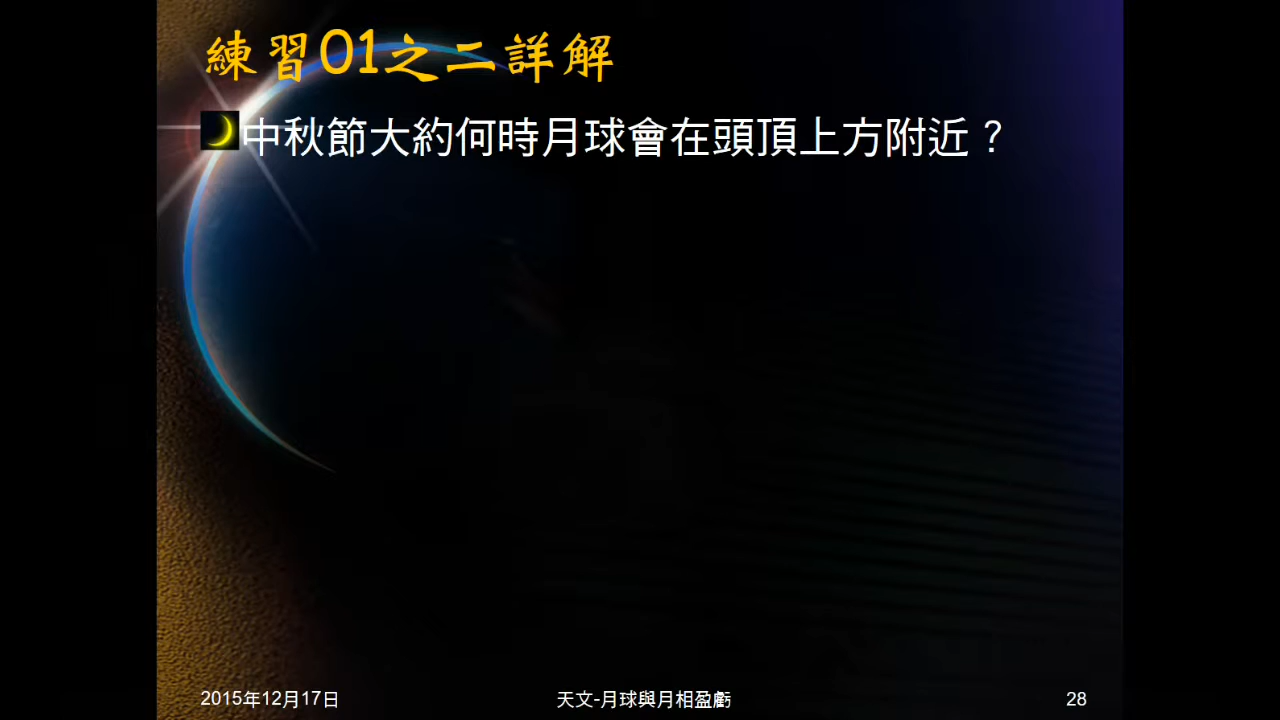 練習01之二詳解
中秋節大約何時月球會在頭頂上方附近？
2015年12月17日
天文-月球與月相盈虧
28